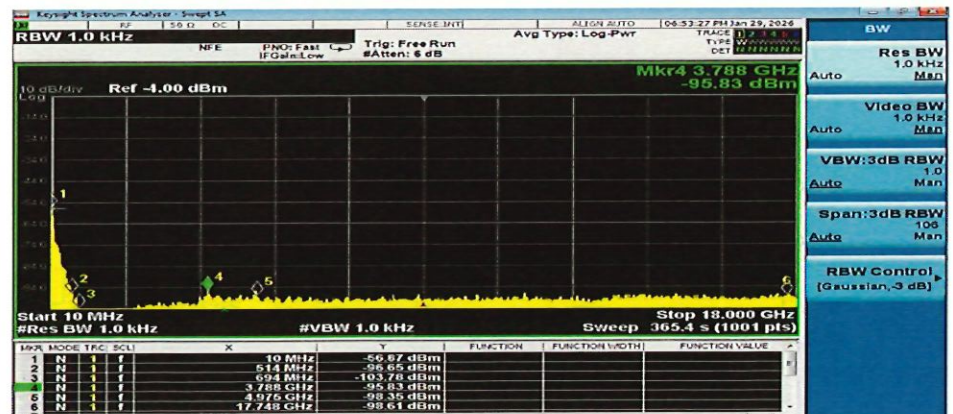 Keysight Spectrum Analyser - Swept SA
RF
50 Ω DC
SENSE:INT
ALIGN AUTO
06:53:27 PM Jan 29, 2026
RBW 1.0 kHz
NFE
PNO: Fast
IFGain:Low
Trig: Free Run
#Atten: 6 dB
Avg Type: Log-Pwr
TRACE 1 2 3 4 5 6
TYPE
DET N N N N N N
Mkr4 3.788 GHz
-95.83 dBm
10 dB/div
Log
Ref -4.00 dBm
1
2
3
4
5
6
Start 10 MHz
Stop 18.000 GHz
#Res BW 1.0 kHz
#VBW 1.0 kHz
Sweep 365.4 s (1001 pts)
MKR MODE TRC SCL X Y FUNCTION FUNCTION WIDTH FUNCTION VALUE
1 N 1 f 10 MHz -56.67 dBm
2 N 1 f 514 MHz -96.65 dBm
3 N 1 f 694 MHz -103.78 dBm
4 N 1 f 3.788 GHz -95.83 dBm
5 N 1 f 4.975 GHz -98.35 dBm
6 N 1 f 17.748 GHz -98.61 dBm
BW
Res BW
1.0 kHz
Auto Man
Video BW
1.0 kHz
Auto Man
VBW:3dB RBW
1.0
Auto Man
Span:3dB RBW
106
Auto Man
RBW Control
[Gaussian,-3 dB]